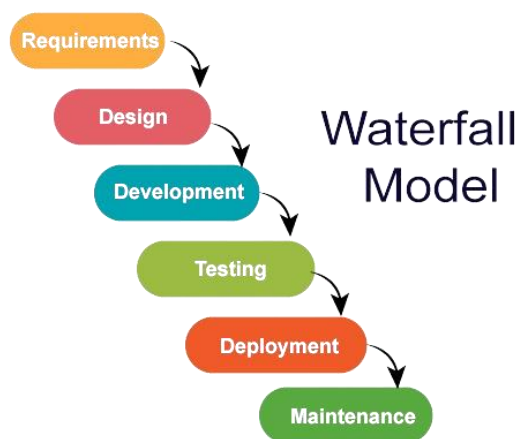 Requirements
Design
Waterfall
Model
Development
Testing
Deployment
Maintenance